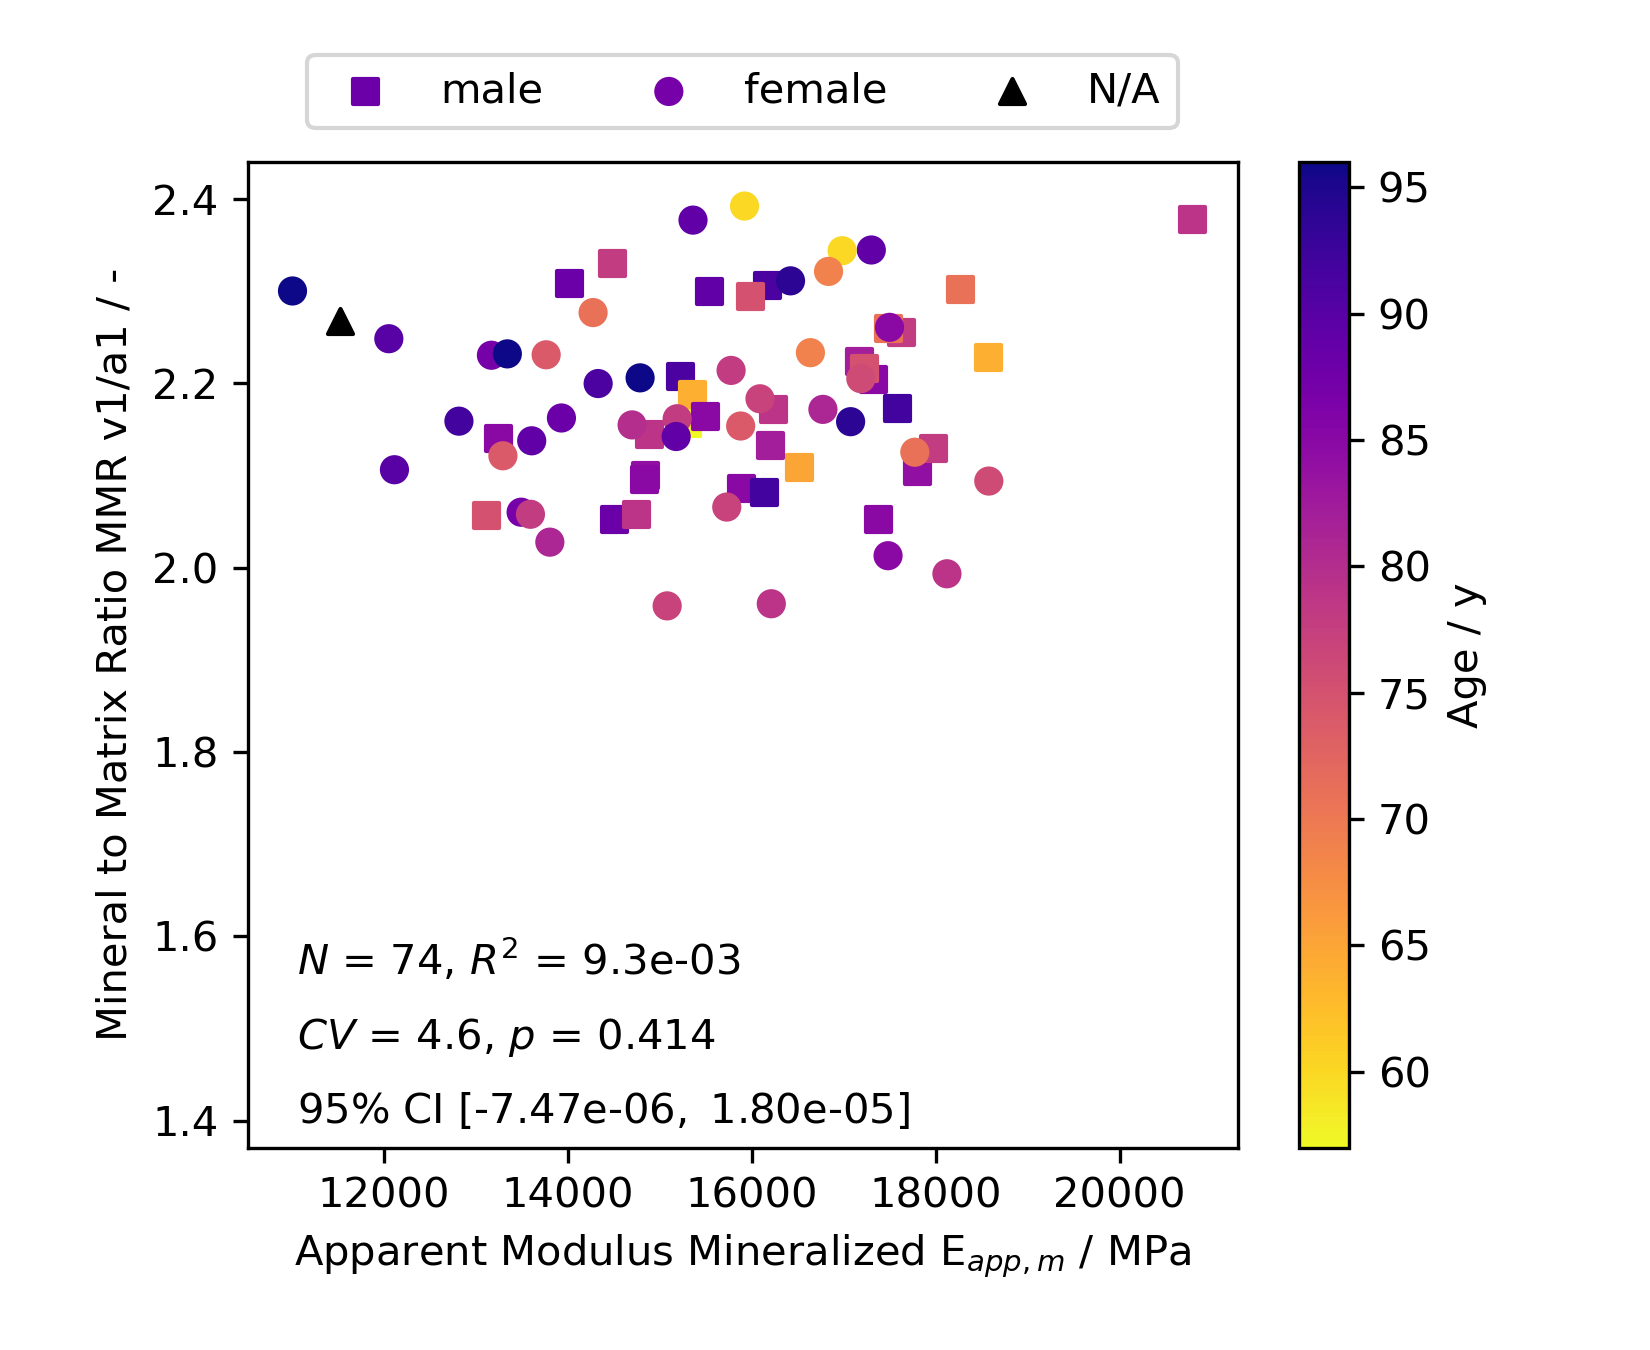 male female N/A
2.4
2.2
2.0
1.8
1.6
1.4
Mineral to Matrix Ratio MMR v1/a1 / -
N = 74, R² = 9.3e-03
CV = 4.6, p = 0.414
95% CI [-7.47e-06, 1.80e-05]
12000 14000 16000 18000 20000
Apparent Modulus Mineralized E_app,m / MPa
95
90
85
80
75
70
65
60
Age / y